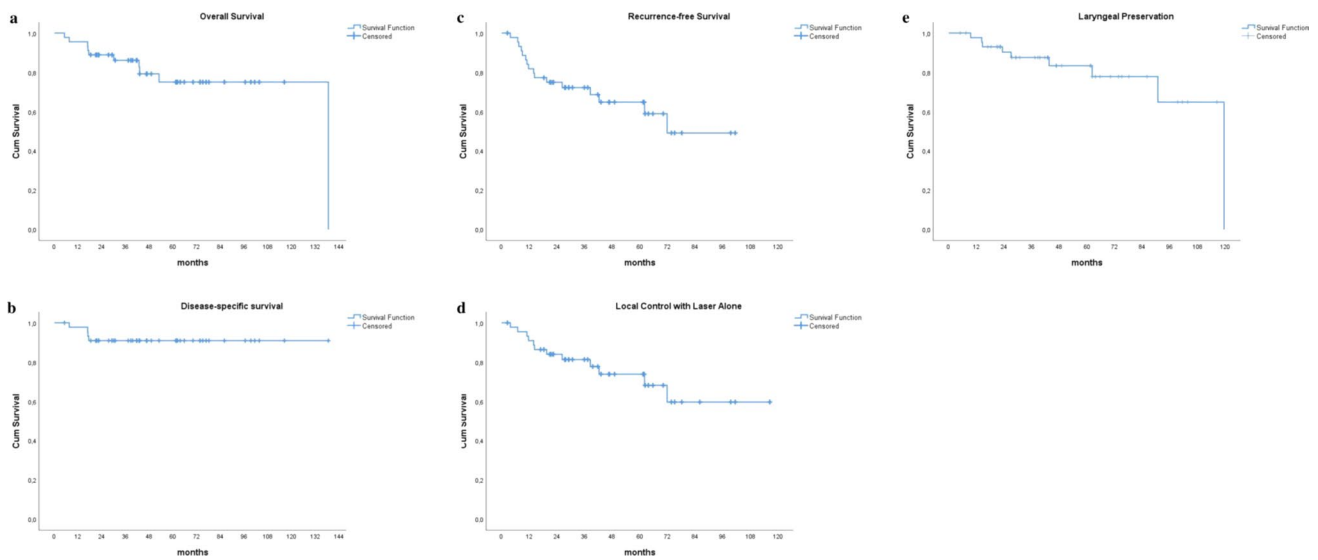 a
Overall Survival
Survival Function
Censored
Cum Survival
1,0
0,8
0,6
0,4
0,2
0,0
0 12 24 36 48 60 72 84 96 108 120 132 144
months
c
Recurrence-free Survival
Survival Function
Censored
Cum Survival
1,0
0,8
0,6
0,4
0,2
0,0
0 12 24 36 48 60 72 84 96 108 120
months
e
Laryngeal Preservation
Survival Function
Censored
Cum Survival
1,0
0,8
0,6
0,4
0,2
0,0
0 12 24 36 48 60 72 84 96 108 120
months
b
Disease-specific survival
Survival Function
Censored
Cum Survival
1,0
0,8
0,6
0,4
0,2
0,0
0 12 24 36 48 60 72 84 96 108 120 132 144
months
d
Local Control with Laser Alone
Survival Function
Censored
Cum Survival
1,0
0,8
0,6
0,4
0,2
0,0
0 12 24 36 48 60 72 84 96 108 120
months